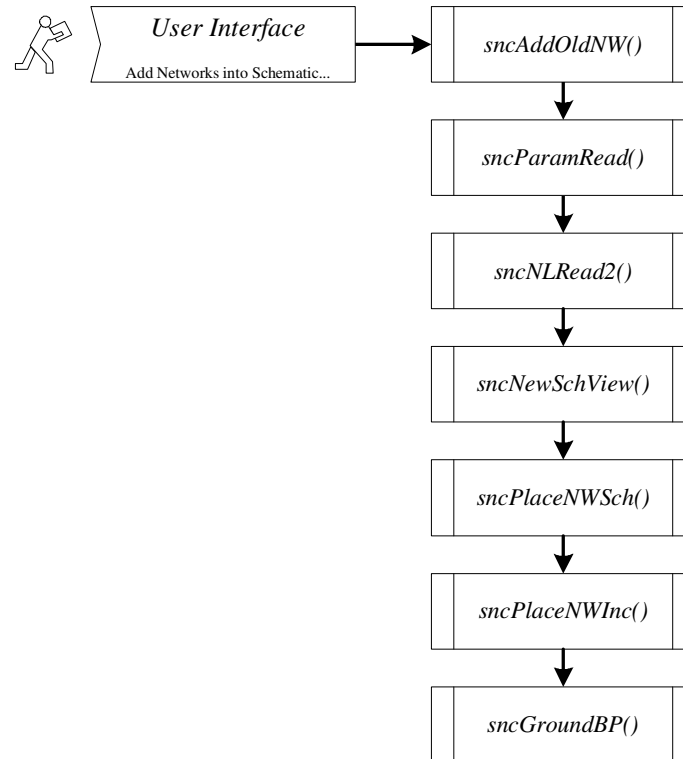 User Interface
Add Networks into Schematic...
sncAddOldNW()
sncParamRead()
sncNLRead2()
sncNewSchView()
sncPlaceNWSch()
sncPlaceNWInc()
sncGroundBP()